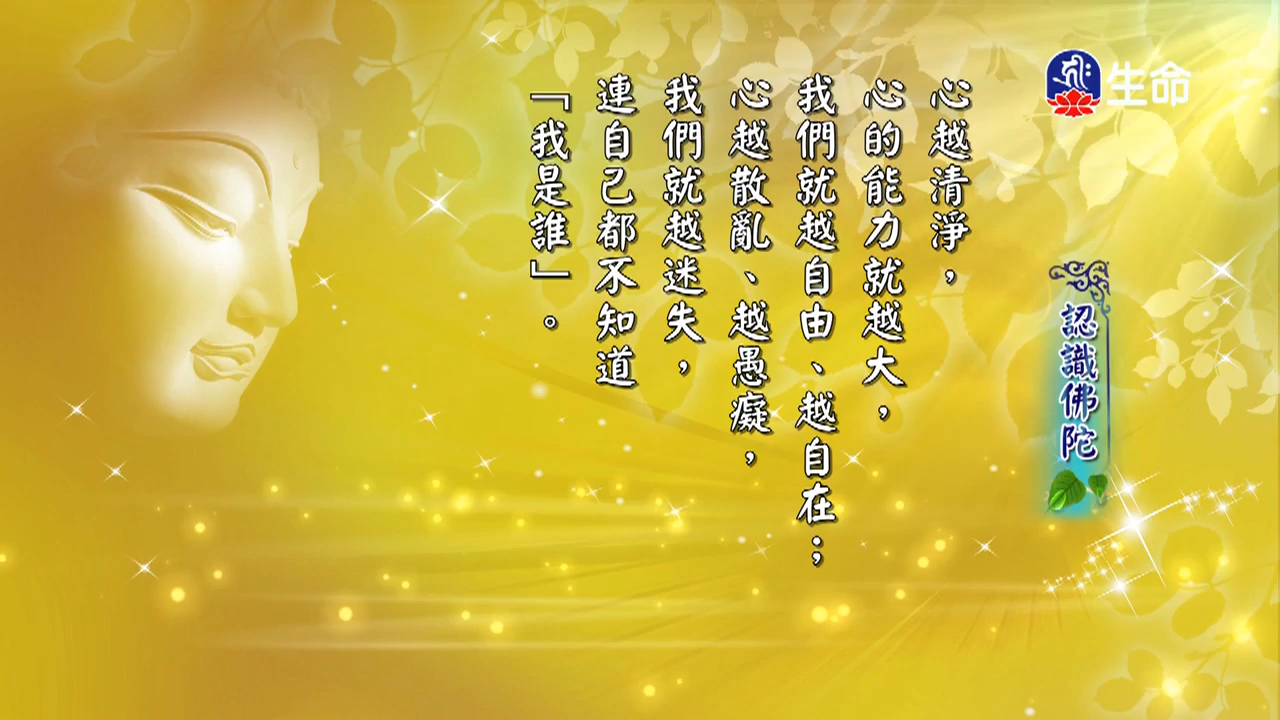 生命
認識佛陀
心越清淨，
心的能力就越大，
我們就越自由、越自在；
心越散亂、越愚癡，
我們就越迷失，
連自己都不知道
「我是誰」。